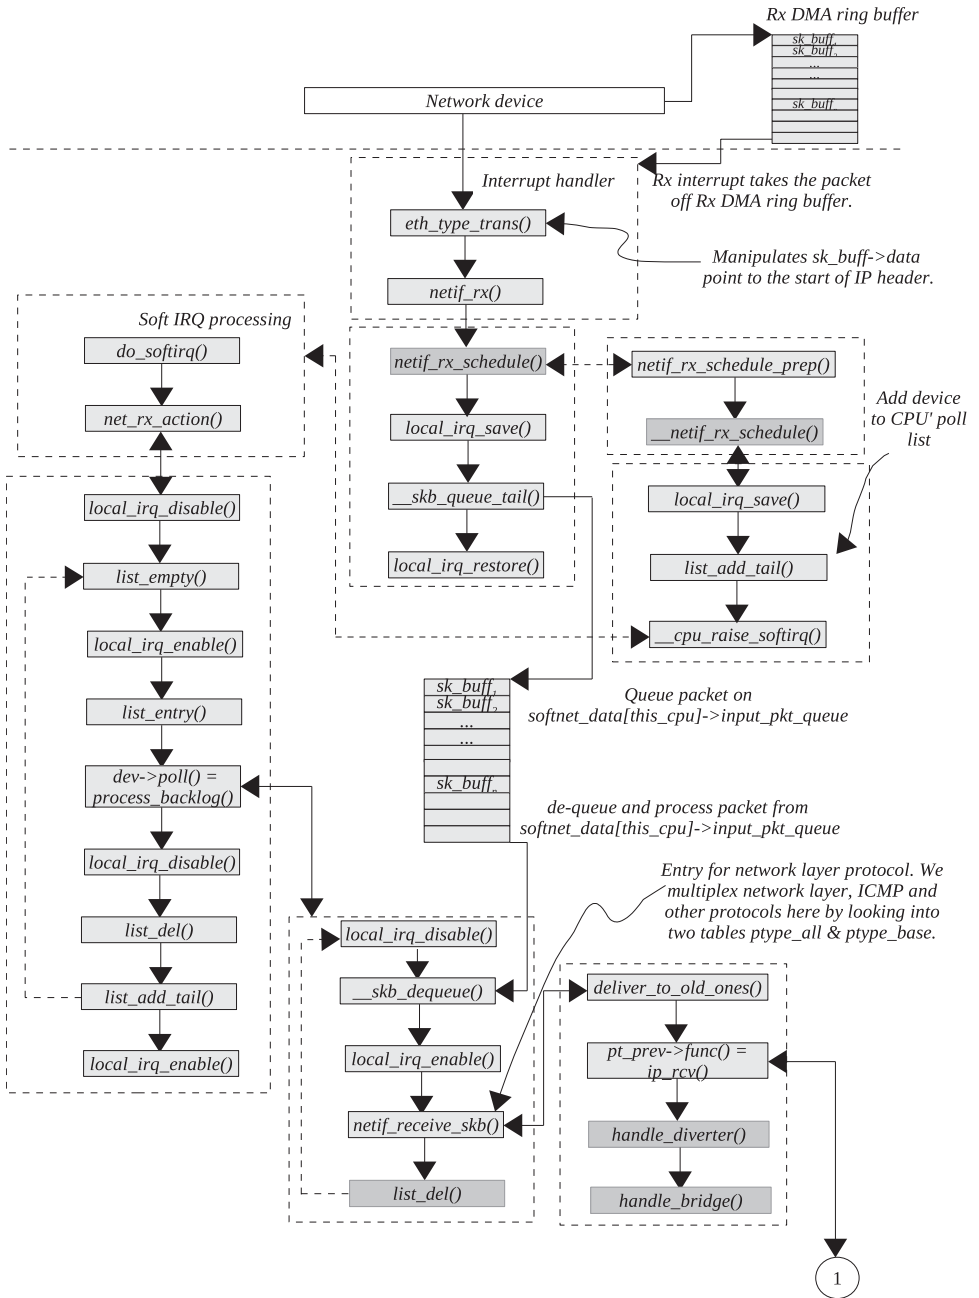 Rx DMA ring buffer
sk_buff1
sk_buff2
...
...
sk_buff
Network device
Interrupt handler
Rx interrupt takes the packet
off Rx DMA ring buffer.
eth_type_trans()
Manipulates sk_buff->data
point to the start of IP header.
netif_rx()
Soft IRQ processing
do_softirq()
net_rx_action()
netif_rx_schedule()
local_irq_save()
__skb_queue_tail()
local_irq_restore()
netif_rx_schedule_prep()
__netif_rx_schedule()
Add device
to CPU' poll
list
local_irq_save()
list_add_tail()
__cpu_raise_softirq()
local_irq_disable()
list_empty()
local_irq_enable()
list_entry()
dev->poll() =
process_backlog()
local_irq_disable()
list_del()
list_add_tail()
local_irq_enable()
sk_buff1
sk_buff2
...
...
sk_buffn
Queue packet on
softnet_data[this_cpu]->input_pkt_queue
de-queue and process packet from
softnet_data[this_cpu]->input_pkt_queue
Entry for network layer protocol. We
multiplex network layer, ICMP and
other protocols here by looking into
two tables ptype_all & ptype_base.
local_irq_disable()
__skb_dequeue()
local_irq_enable()
netif_receive_skb()
list_del()
deliver_to_old_ones()
pt_prev->func() =
ip_rcv()
handle_diverter()
handle_bridge()
1